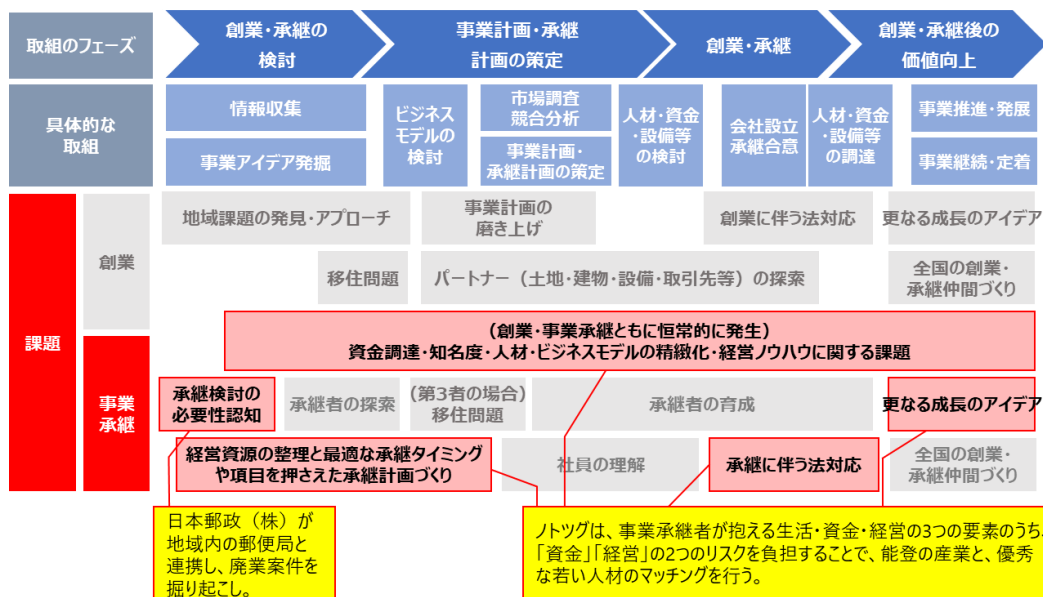 取組のフェーズ
創業・承継の
検討
事業計画・承継
計画の策定
創業・承継
創業・承継後の
価値向上
具体的な
取組
情報収集
事業アイデア発掘
ビジネス
モデルの
検討
市場調査
競合分析
事業計画・
承継計画の策定
人材・資金
・設備等
の検討
会社設立
承継合意
人材・資金
・設備等
の調達
事業推進・発展
事業継続・定着
課題
創業
地域課題の発見・アプローチ
事業計画の
磨き上げ
創業に伴う法対応
更なる成長のアイデア
移住問題
パートナー（土地・建物・設備・取引先等）の探索
全国の創業・
承継仲間づくり
(創業・事業承継ともに恒常的に発生)
資金調達・知名度・人材・ビジネスモデルの精緻化・経営ノウハウに関する課題
事業
承継
承継検討の
必要性認知
承継者の探索
(第3者の場合)
移住問題
承継者の育成
更なる成長のアイデア
経営資源の整理と最適な承継タイミング
や項目を押さえた承継計画づくり
社員の理解
承継に伴う法対応
全国の創業・
承継仲間づくり
日本郵政（株）が
地域内の郵便局と
連携し、廃業案件を
掘り起こし。
ノトツグは、事業承継者が抱える生活・資金・経営の3つの要素のうち、
「資金」「経営」の2つのリスクを負担することで、能登の産業と、優秀
な若い人材のマッチングを行う。